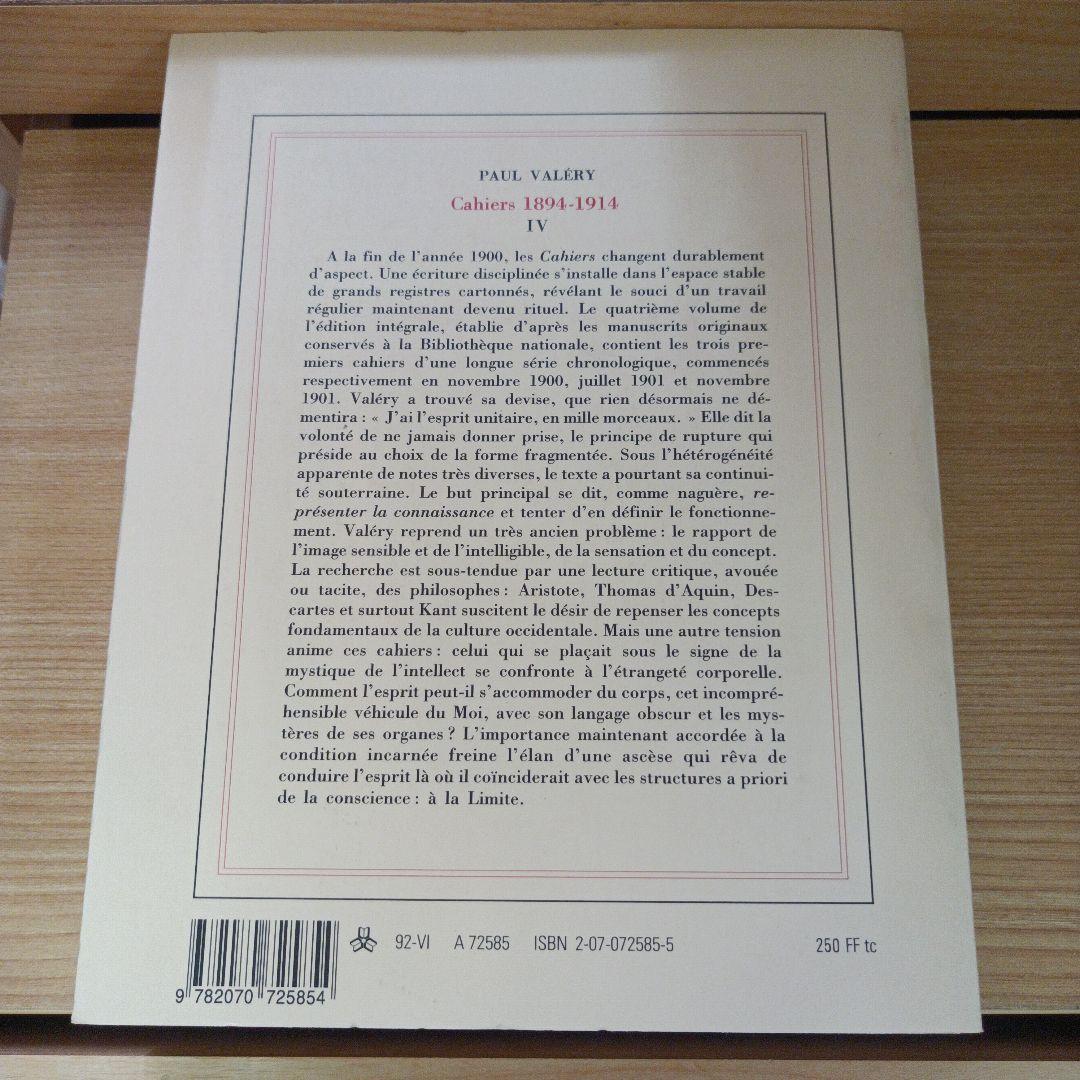 PAUL VALÉRY
Cahiers 1894-1914
IV
A la fin de l'année 1900, les Cahiers changent durablement
d'aspect. Une écriture disciplinée s'installe dans l'espace stable
de grands registres cartonnés, révélant le souci d'un travail
régulier maintenant devenu rituel. Le quatrième volume de
l'édition intégrale, établie d'après les manuscrits originaux
conservés à la Bibliothèque nationale, contient les trois pre-
miers cahiers d'une longue série chronologique, commencés
respectivement en novembre 1900, juillet 1901 et novembre
1901. Valéry a trouvé sa devise, que rien désormais ne dé-
mentira : « J'ai l'esprit unitaire, en mille morceaux. » Elle dit la
volonté de ne jamais donner prise, le principe de rupture qui
préside au choix de la forme fragmentée. Sous l'hétérogénéité
apparente de notes très diverses, le texte a pourtant sa continui-
té souterraine. Le but principal se dit, comme naguère, re-
présenter la connaissance et tenter d'en définir le fonctionne-
ment. Valéry reprend un très ancien problème : le rapport de
l'image sensible et de l'intelligible, de la sensation et du concept.
La recherche est sous-tendue par une lecture critique, avouée
ou tacite, des philosophes : Aristote, Thomas d'Aquin, Des-
cartes et surtout Kant suscitent le désir de repenser les concepts
fondamentaux de la culture occidentale. Mais une autre tension
anime ces cahiers : celui qui se plaçait sous le signe de la
mystique de l'intellect se confronte à l'étrangeté corporelle.
Comment l'esprit peut-il s'accommoder du corps, cet incompré-
hensible véhicule du Moi, avec son langage obscur et les mys-
tères de ses organes ? L'importance maintenant accordée à la
condition incarnée freine l'élan d'une ascèse qui rêva de
conduire l'esprit là où il coïnciderait avec les structures a priori
de la conscience : à la Limite.
92-VI A 72585 ISBN 2-07-072585-5 250 FF tc
9 782070 725854